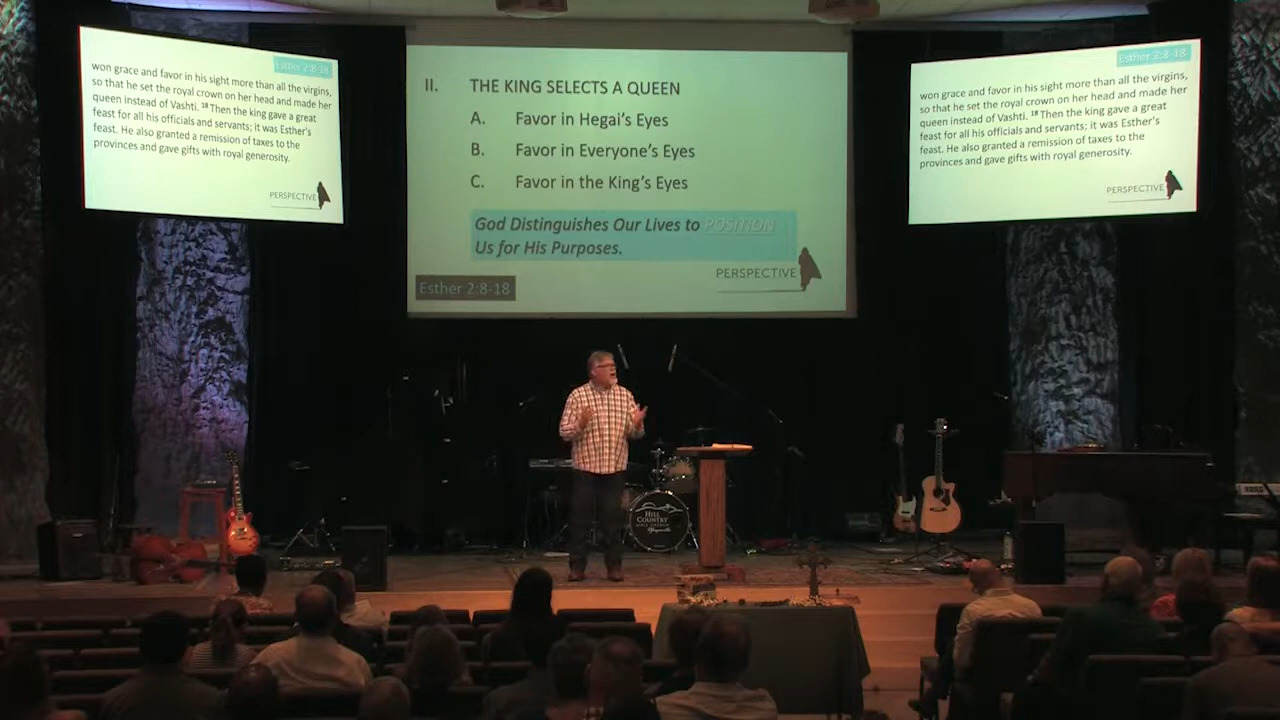 Esther 2:8-18
won grace and favor in his sight more than all the virgins,
so that he set the royal crown on her head and made her
queen instead of Vashti. 18 Then the king gave a great
feast for all his officials and servants; it was Esther's
feast. He also granted a remission of taxes to the
provinces and gave gifts with royal generosity.
PERSPECTIVE
II. THE KING SELECTS A QUEEN
A. Favor in Hegai's Eyes
B. Favor in Everyone's Eyes
C. Favor in the King's Eyes
God Distinguishes Our Lives to POSITION
Us for His Purposes.
PERSPECTIVE
Esther 2:8-18
Esther 2:8-18
won grace and favor in his sight more than all the virgins,
so that he set the royal crown on her head and made her
queen instead of Vashti. 18 Then the king gave a great
feast for all his officials and servants; it was Esther's
feast. He also granted a remission of taxes to the
provinces and gave gifts with royal generosity.
PERSPECTIVE
HILL
COUNTRY
BIBLE CHURCH
KORG